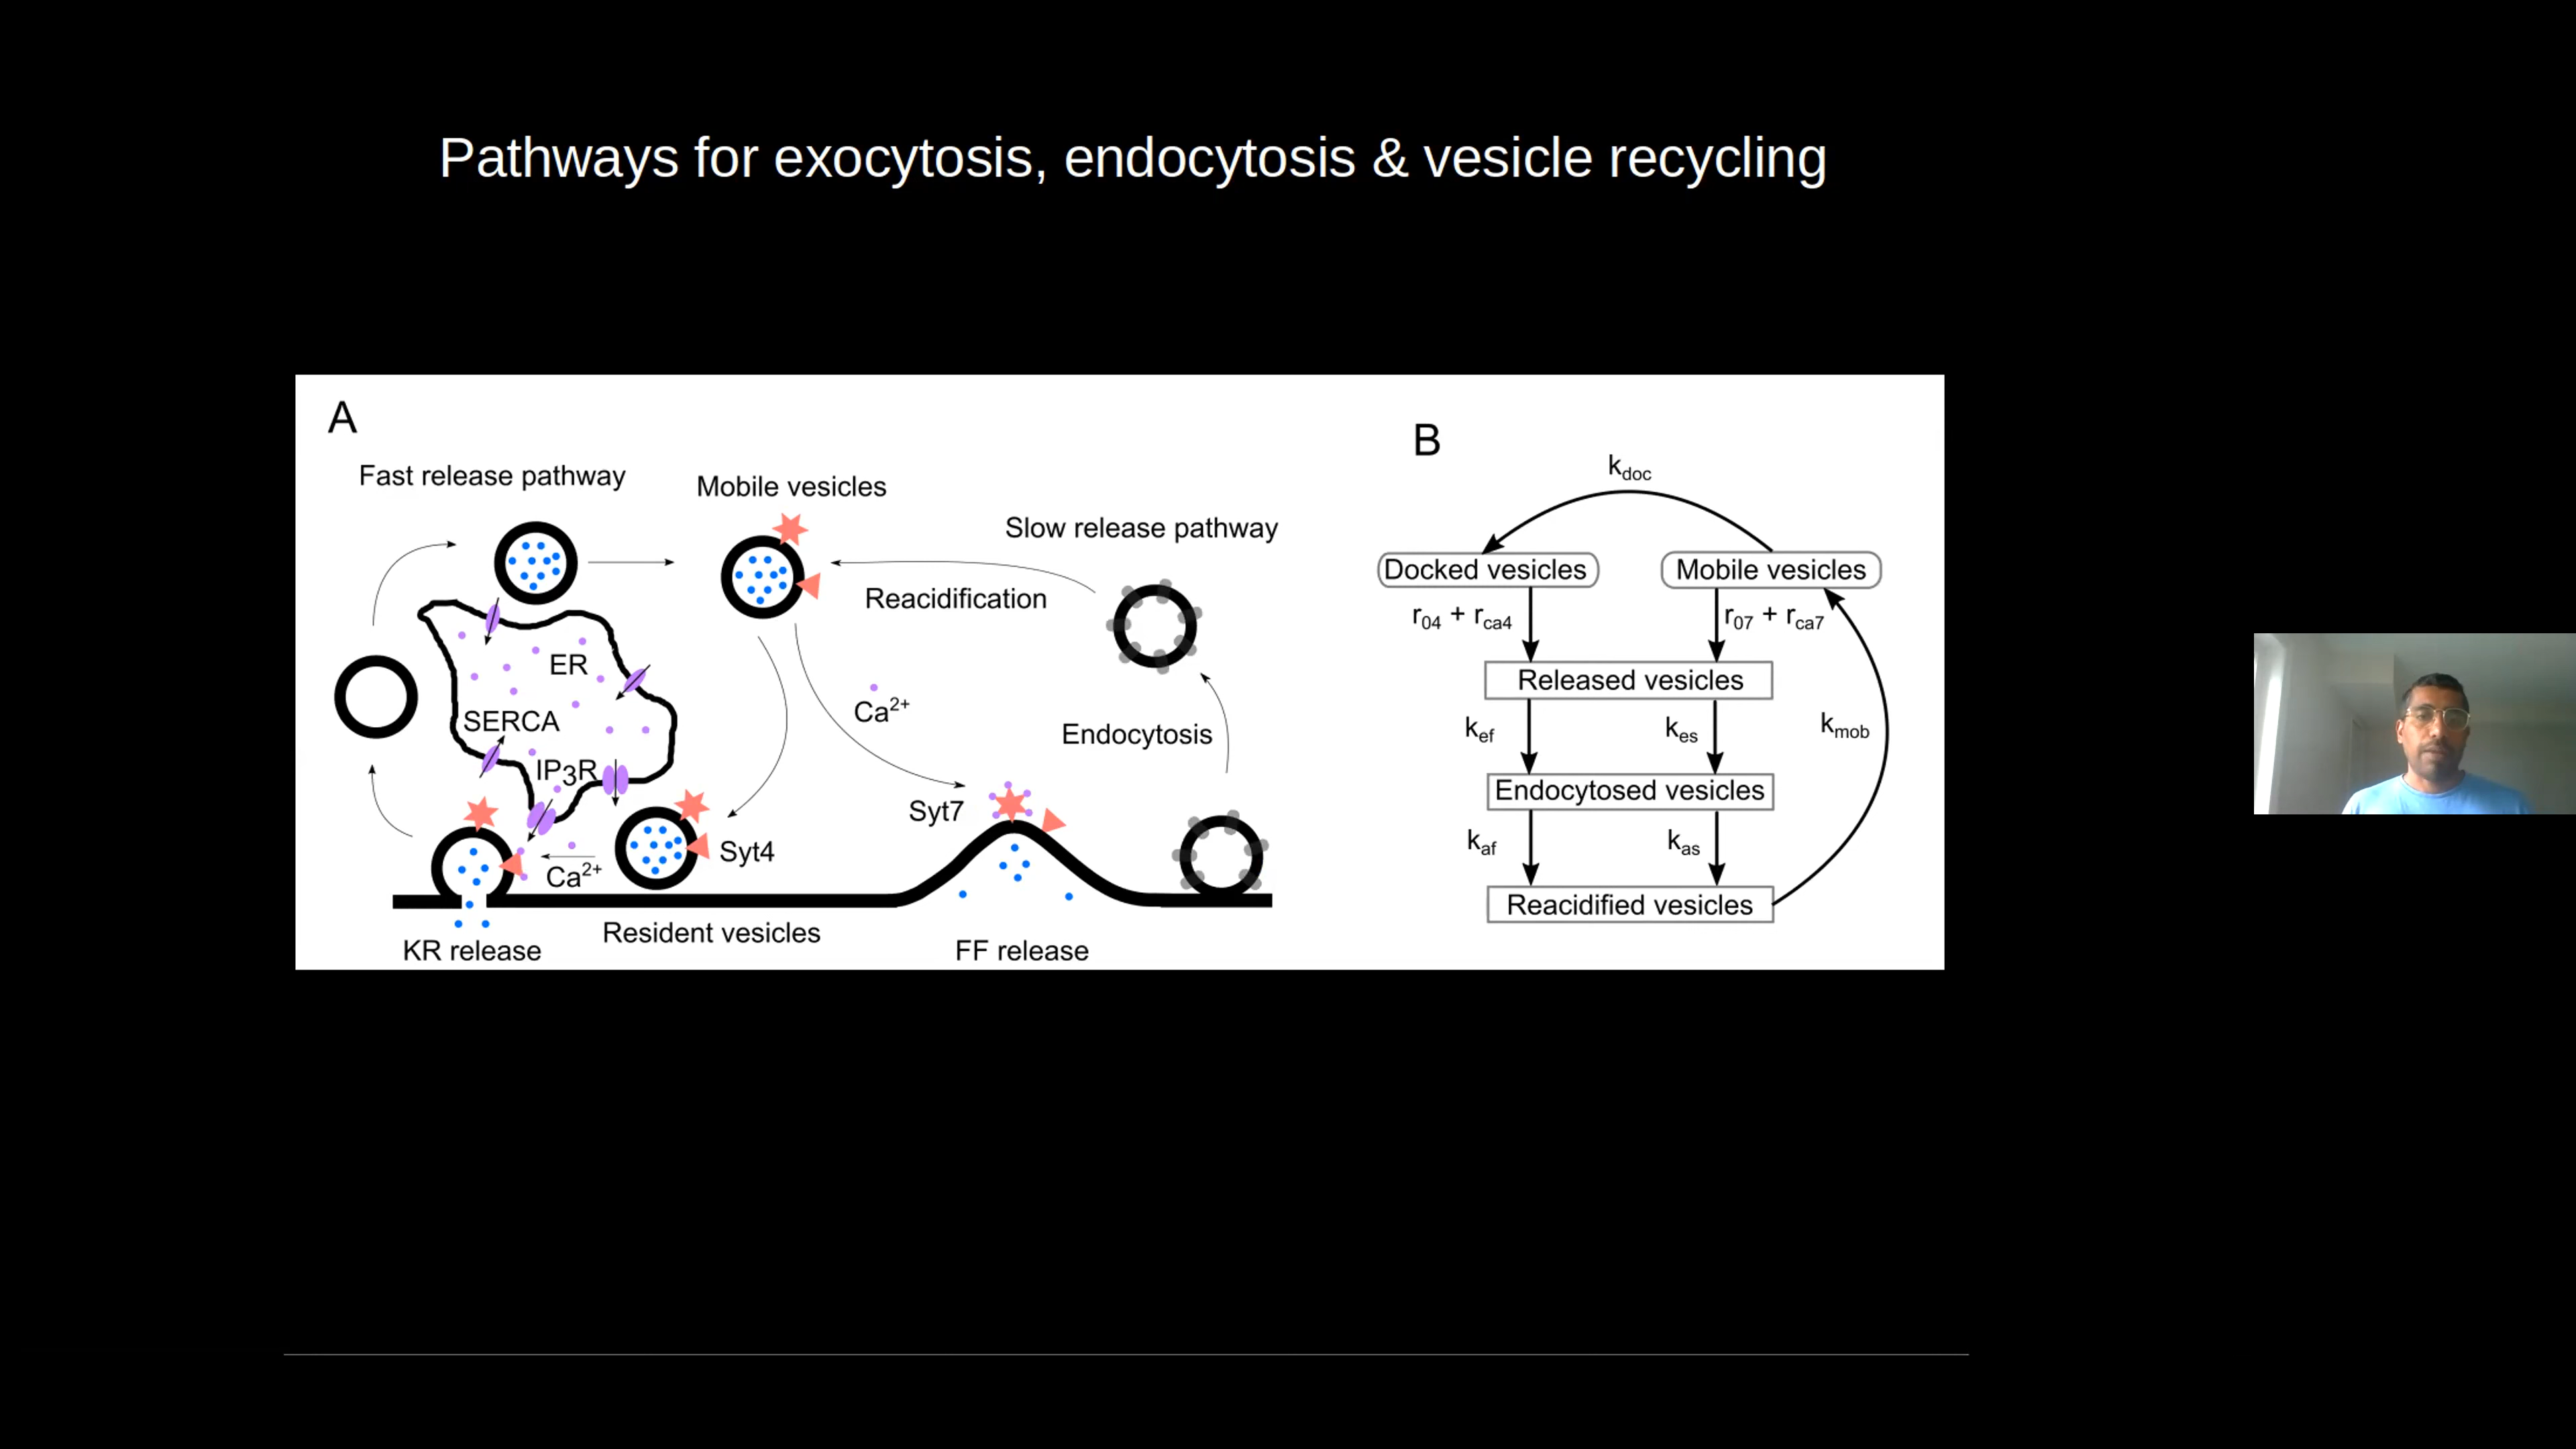 Pathways for exocytosis, endocytosis & vesicle recycling
A
Fast release pathway
Mobile vesicles
Slow release pathway
Reacidification
ER
SERCA
IP3R
Ca2+
Endocytosis
Syt7
Syt4
Ca2+
Resident vesicles
KR release
FF release
B
kdoc
Docked vesicles
Mobile vesicles
r04 + rca4
r07 + rca7
Released vesicles
kef
kes
kmob
Endocytosed vesicles
kaf
kas
Reacidified vesicles